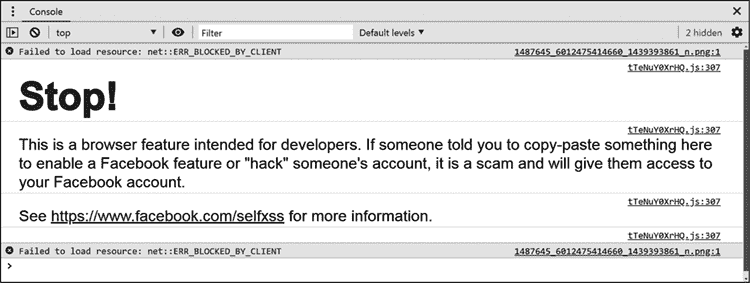 Console
top Filter Default levels 2 hidden
Failed to load resource: net::ERR_BLOCKED_BY_CLIENT 1487645_6012475414660_1439393861_n.png:1
tTeNuY0XrHQ.js:307
Stop!
tTeNuY0XrHQ.js:307
This is a browser feature intended for developers. If someone told you to copy-paste something here
to enable a Facebook feature or "hack" someone's account, it is a scam and will give them access to
your Facebook account.
tTeNuY0XrHQ.js:307
See https://www.facebook.com/selfxss for more information.
tTeNuY0XrHQ.js:307
Failed to load resource: net::ERR_BLOCKED_BY_CLIENT 1487645_6012475414660_1439393861_n.png:1